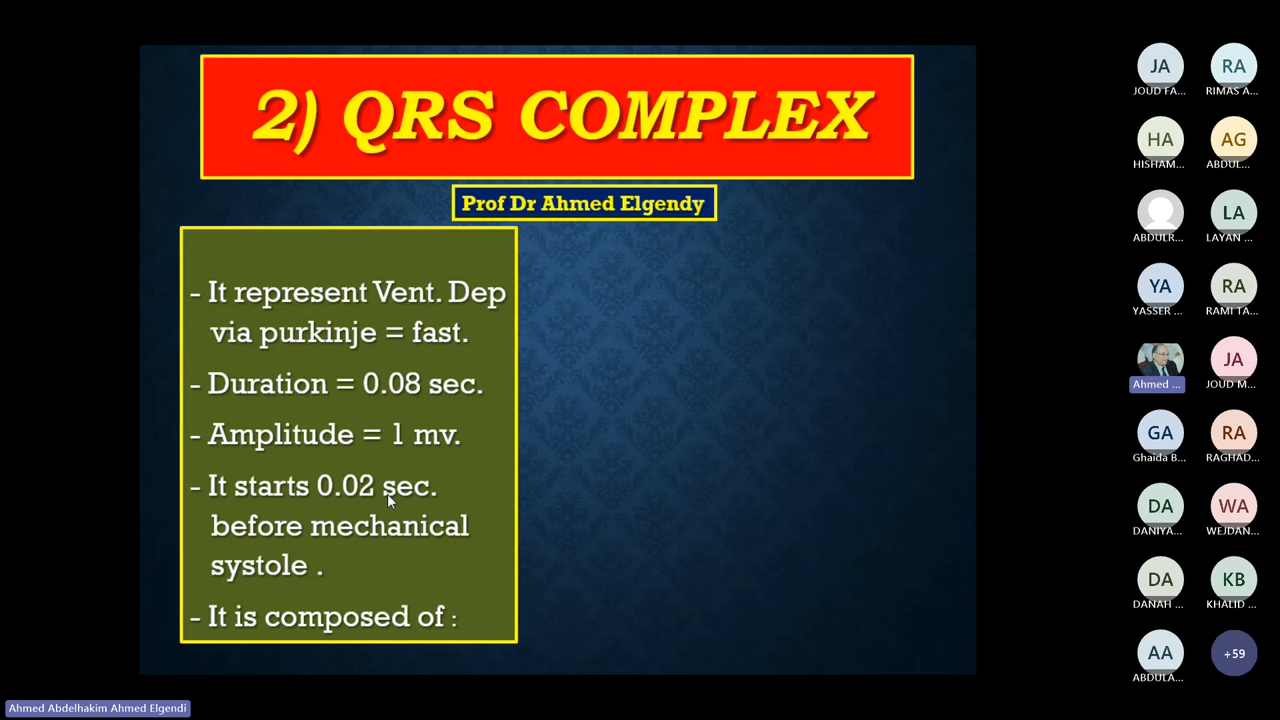 2) QRS COMPLEX
Prof Dr Ahmed Elgendy
- It represent Vent. Dep
via purkinje = fast.
- Duration = 0.08 sec.
- Amplitude = 1 mv.
- It starts 0.02 sec.
before mechanical
systole .
- It is composed of :
JA
JOUD FA...
RA
RIMAS A...
HA
HISHAM...
AG
ABDUL...
ABDULR...
LA
LAYAN ...
YA
YASSER ...
RA
RAMI TA...
Ahmed ...
JA
JOUD M...
GA
Ghaida B...
RA
RAGHAD...
DA
DANIYA...
WA
WEJDAN...
DA
DANAH ...
KB
KHALID ...
AA
ABDULA...
+59
Ahmed Abdelhakim Ahmed Elgendi